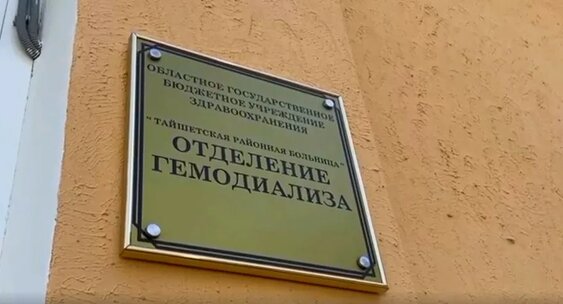 ОБЛАСТНОЕ ГОСУДАРСТВЕННОЕ
БЮДЖЕТНОЕ УЧРЕЖДЕНИЕ
ЗДРАВООХРАНЕНИЯ
"ТАЙШЕТСКАЯ РАЙОННАЯ БОЛЬНИЦА"
ОТДЕЛЕНИЕ
ГЕМОДИАЛИЗА